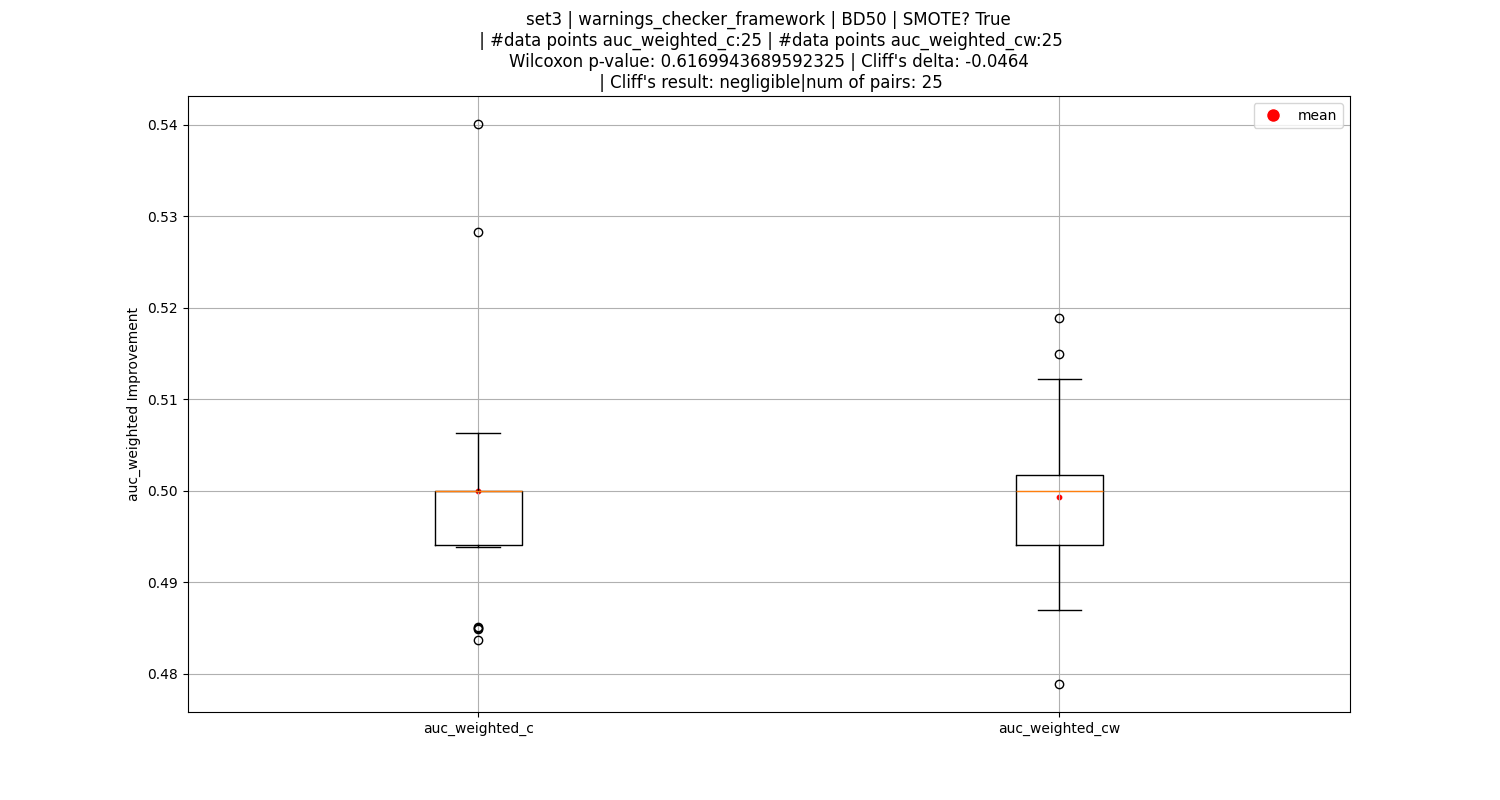 set3 | warnings_checker_framework | BD50 | SMOTE? True
| #data points auc_weighted_c:25 | #data points auc_weighted_cw:25
Wilcoxon p-value: 0.6169943689592325 | Cliff's delta: -0.0464
| Cliff's result: negligible|num of pairs: 25
mean
0.54
0.53
0.52
0.51
0.50
0.49
0.48
auc_weighted Improvement
auc_weighted_c
auc_weighted_cw